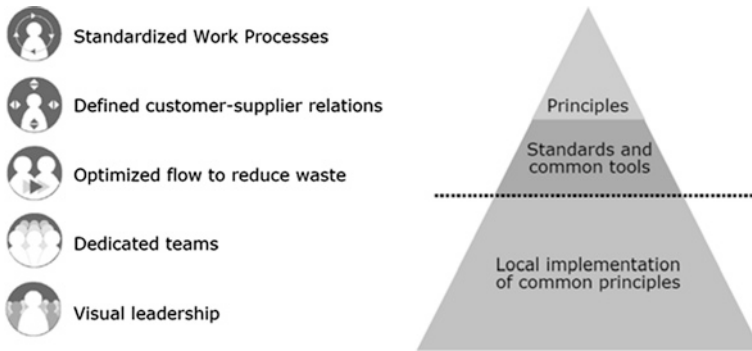 Standardized Work Processes
Defined customer-supplier relations
Optimized flow to reduce waste
Dedicated teams
Visual leadership
Principles
Standards and
common tools
Local implementation
of common principles